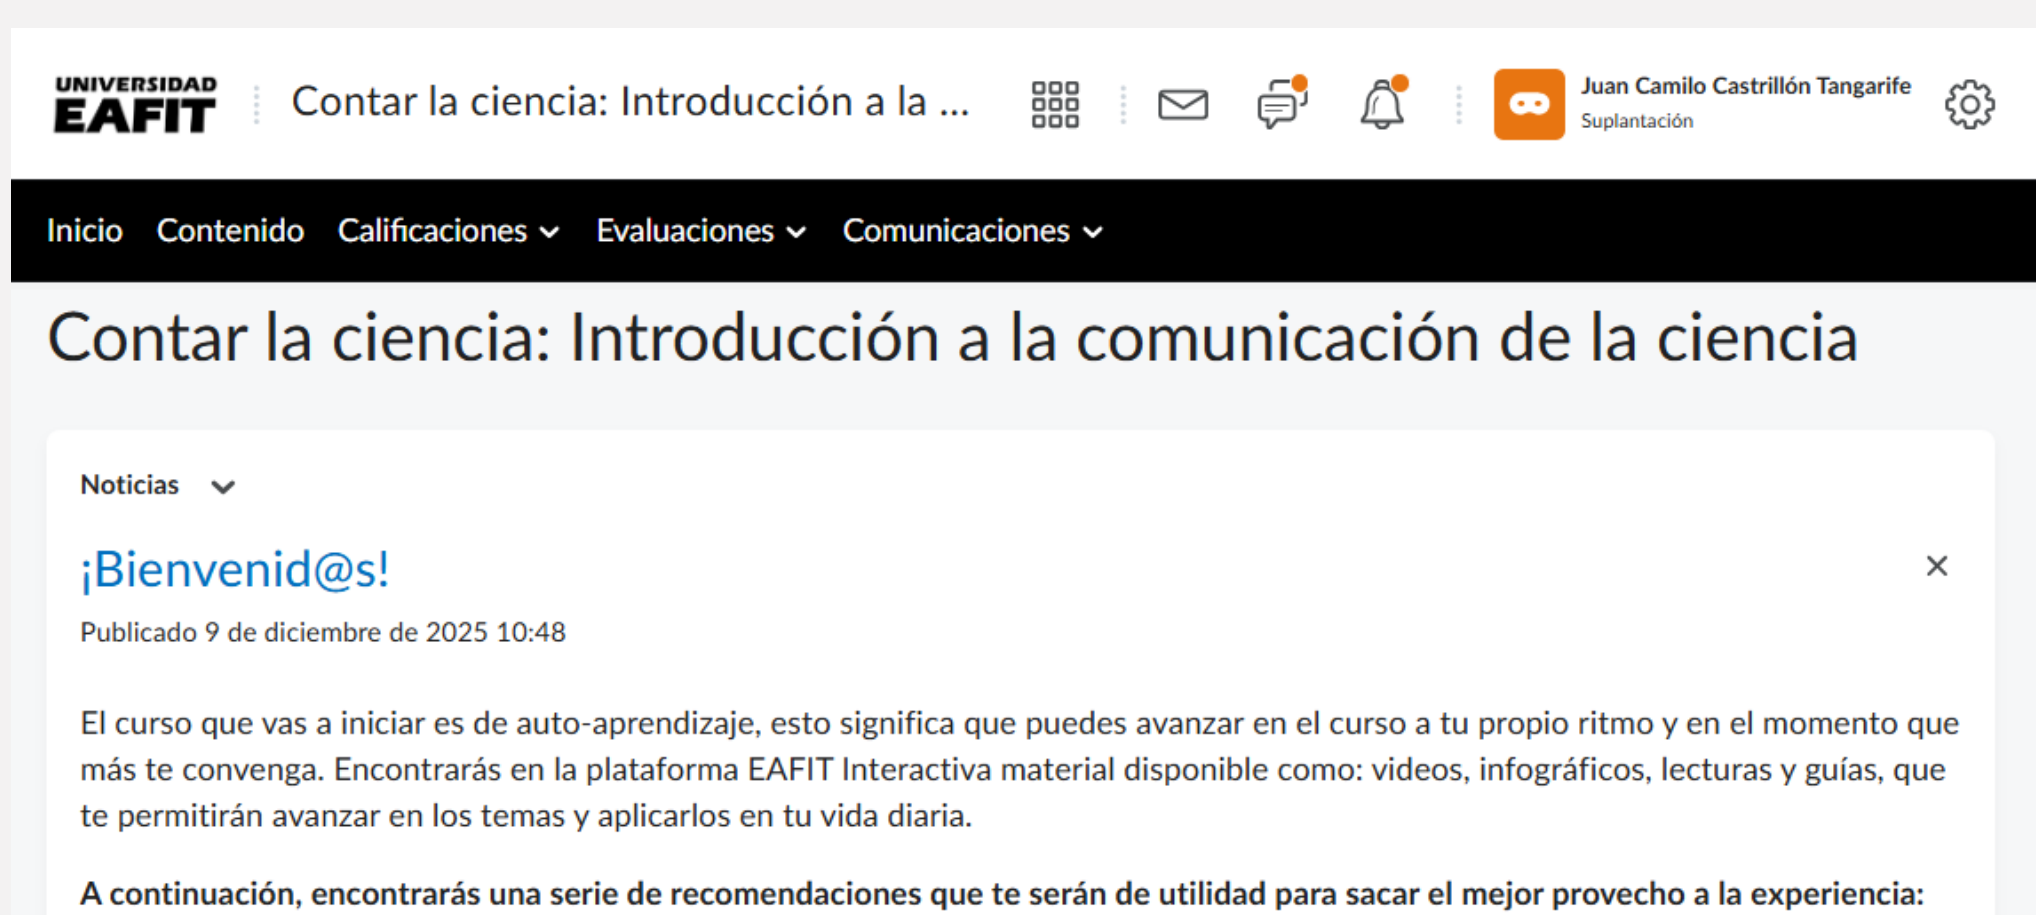 UNIVERSIDAD
EAFIT
Contar la ciencia: Introducción a la ...
Juan Camilo Castrillón Tangarife
Suplantación
Inicio Contenido Calificaciones Evaluaciones Comunicaciones
Contar la ciencia: Introducción a la comunicación de la ciencia
Noticias
¡Bienvenid@s!
Publicado 9 de diciembre de 2025 10:48
El curso que vas a iniciar es de auto-aprendizaje, esto significa que puedes avanzar en el curso a tu propio ritmo y en el momento que
más te convenga. Encontrarás en la plataforma EAFIT Interactiva material disponible como: videos, infográficos, lecturas y guías, que
te permitirán avanzar en los temas y aplicarlos en tu vida diaria.
A continuación, encontrarás una serie de recomendaciones que te serán de utilidad para sacar el mejor provecho a la experiencia: